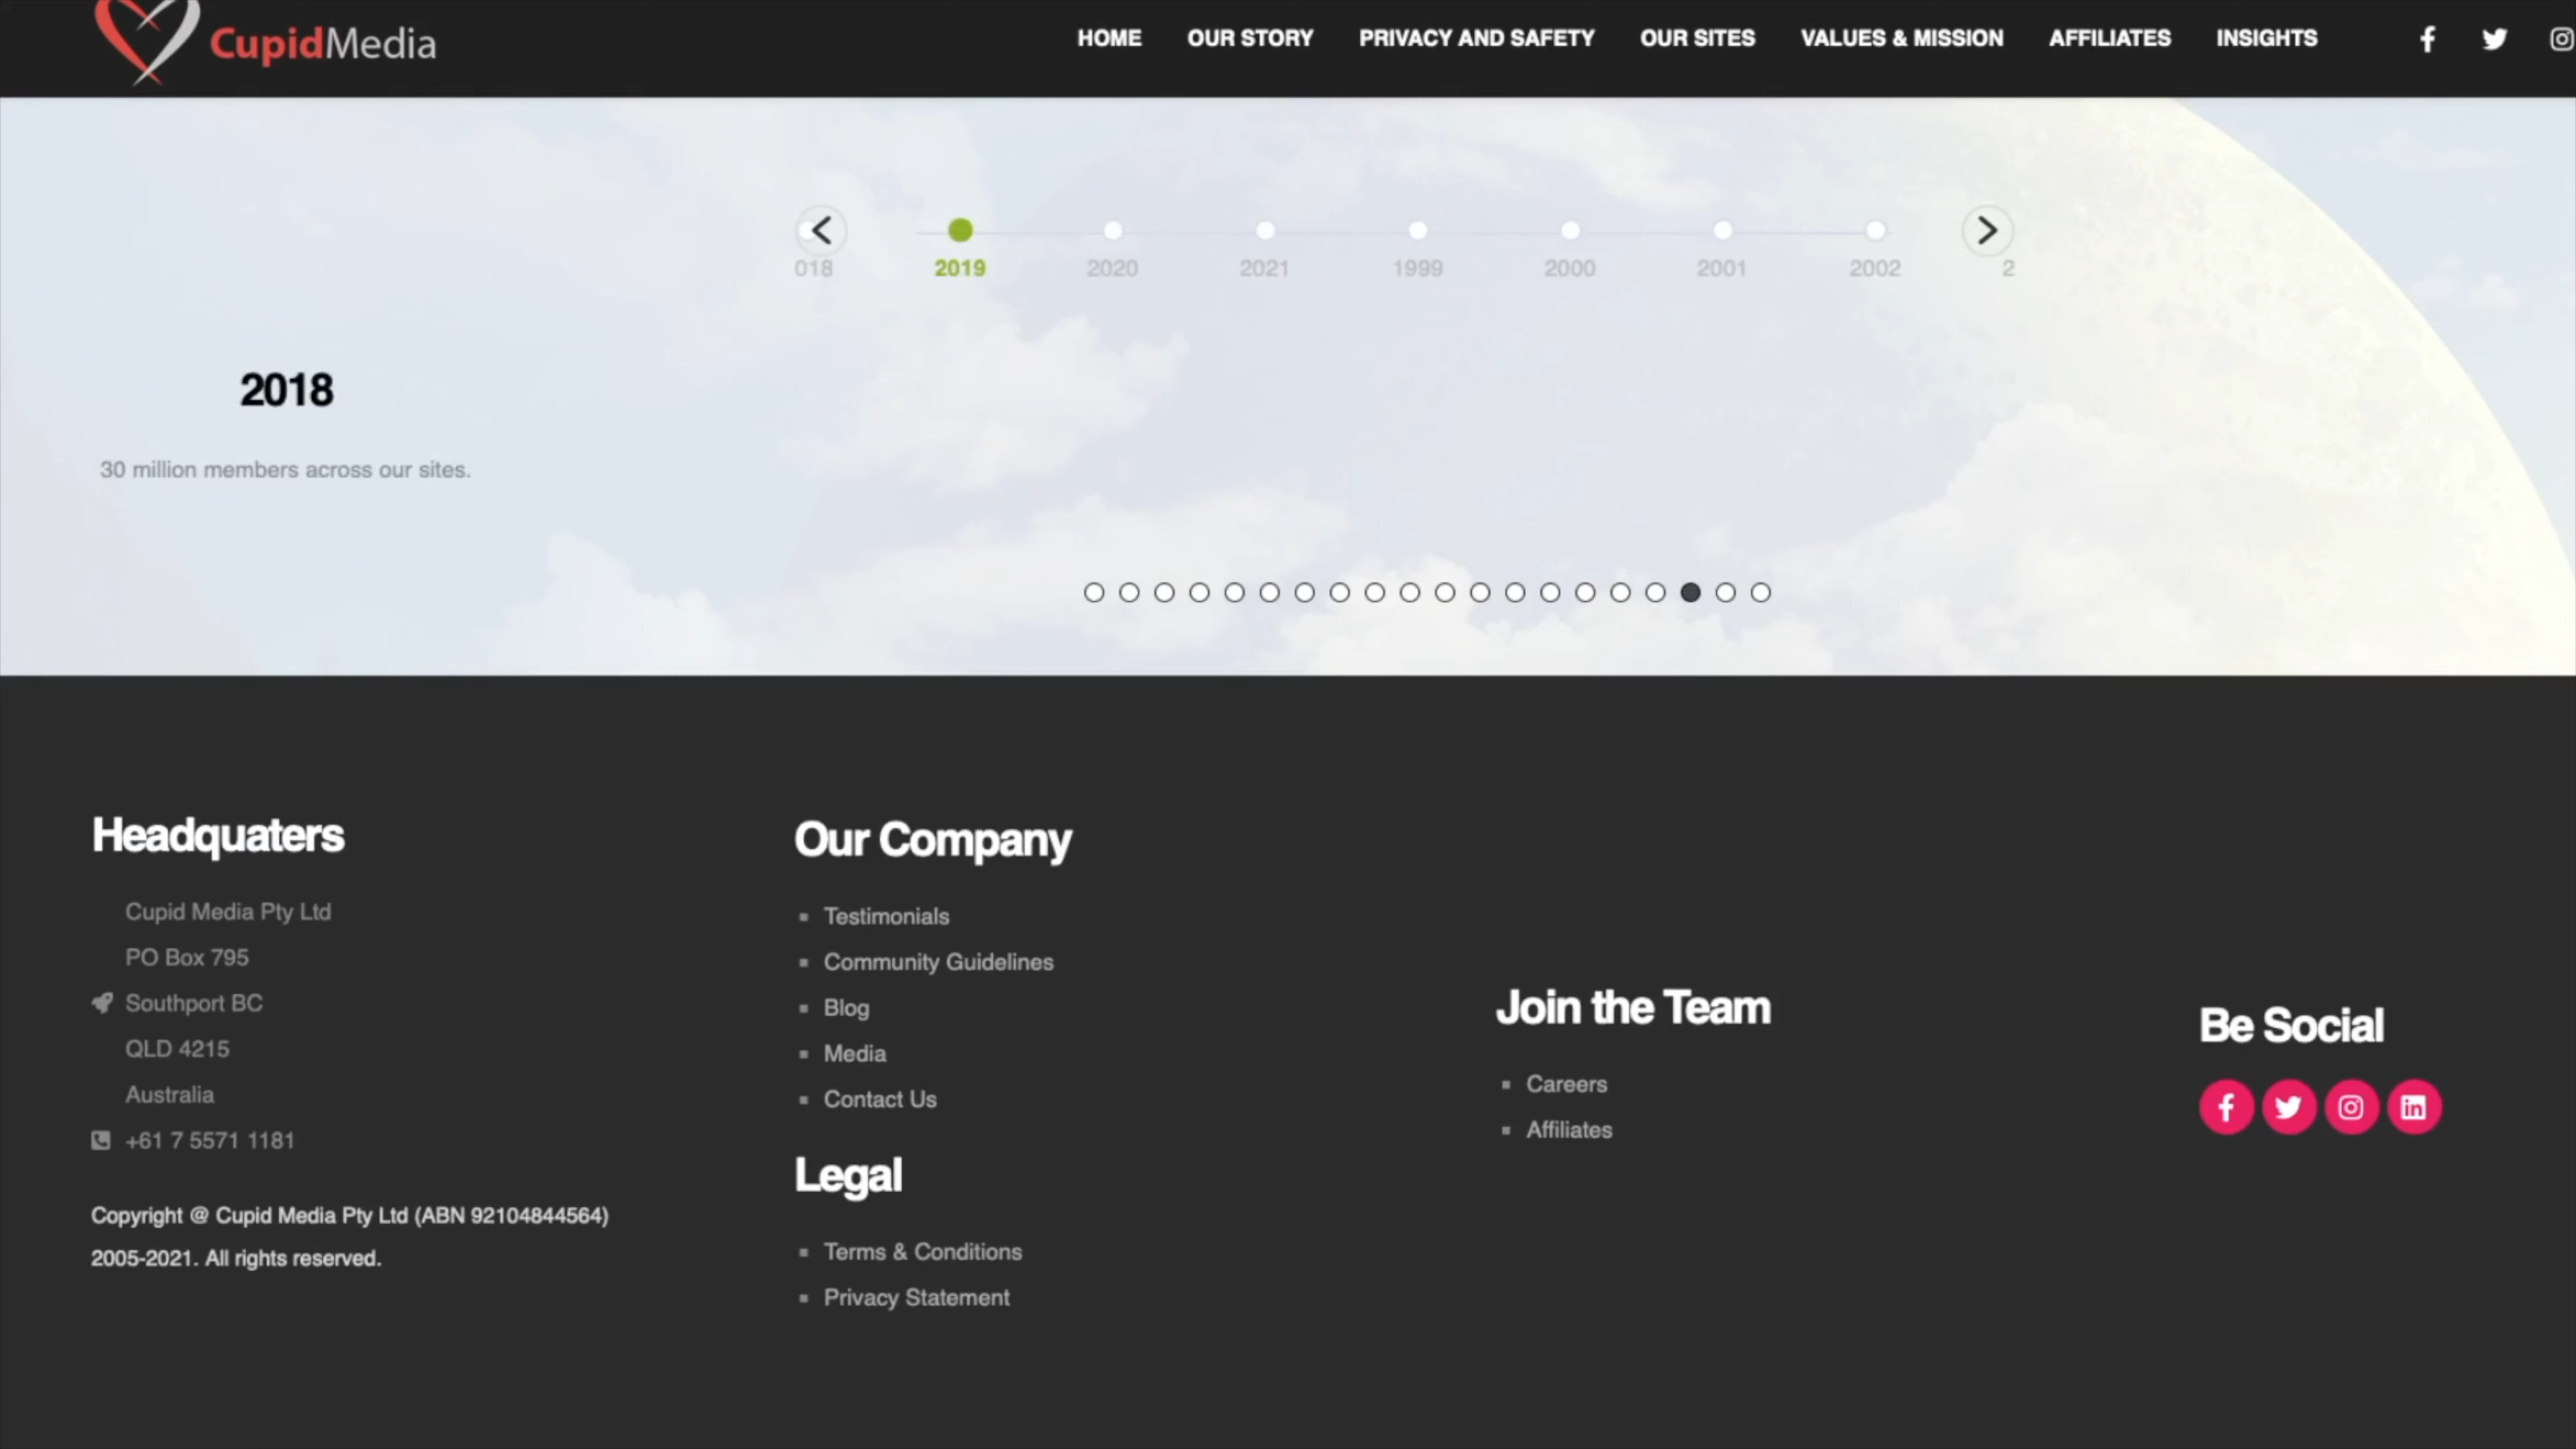 CupidMedia
HOME OUR STORY PRIVACY AND SAFETY OUR SITES VALUES & MISSION AFFILIATES INSIGHTS
018 2019 2020 2021 1999 2000 2001 2002 2
2018
30 million members across our sites.
Headquaters
Cupid Media Pty Ltd
PO Box 795
Southport BC
QLD 4215
Australia
+61 7 5571 1181
Copyright @ Cupid Media Pty Ltd (ABN 92104844564)
2005-2021. All rights reserved.
Our Company
Testimonials
Community Guidelines
Blog
Media
Contact Us
Legal
Terms & Conditions
Privacy Statement
Join the Team
Careers
Affiliates
Be Social